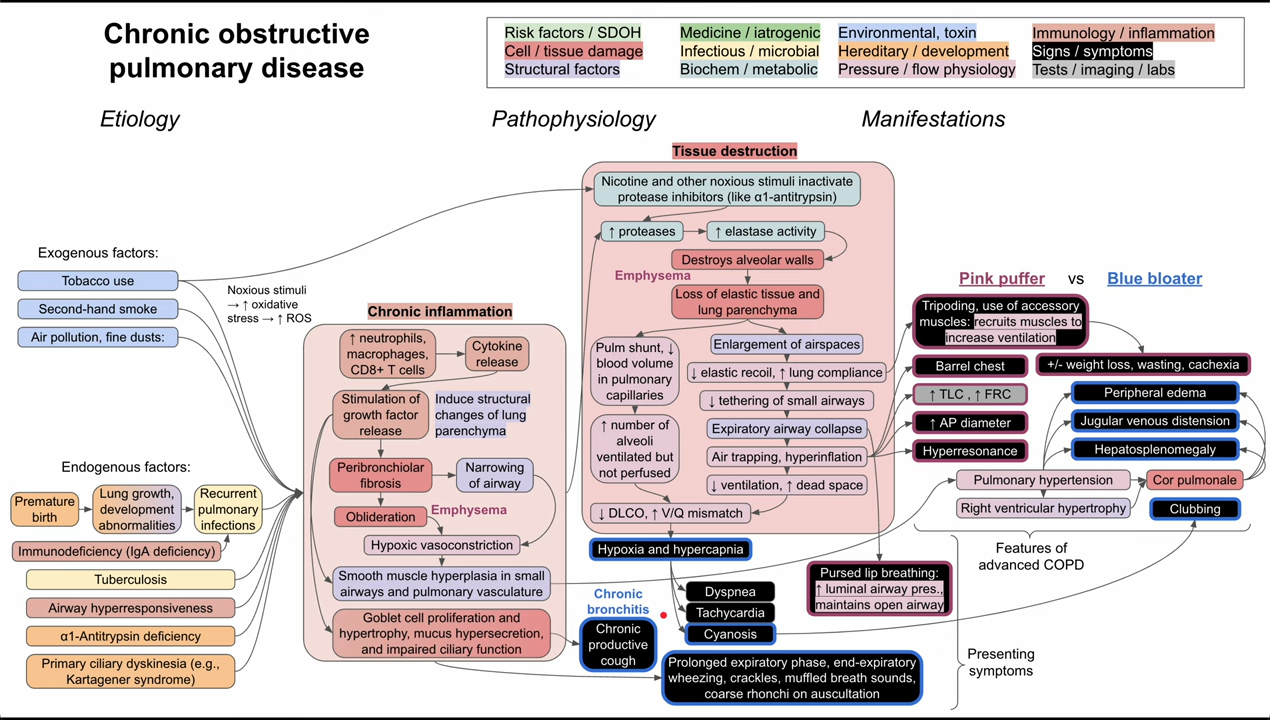 Chronic obstructive
pulmonary disease
Risk factors / SDOH
Cell / tissue damage
Structural factors
Medicine / iatrogenic
Infectious / microbial
Biochem / metabolic
Environmental, toxin
Hereditary / development
Pressure / flow physiology
Immunology / inflammation
Signs / symptoms
Tests / imaging / labs
Etiology
Pathophysiology
Manifestations
Exogenous factors:
Tobacco use
Second-hand smoke
Air pollution, fine dusts:
Noxious stimuli
→ ↑ oxidative
stress → ↑ ROS
Endogenous factors:
Premature
birth
Lung growth,
development
abnormalities
Recurrent
pulmonary
infections
Immunodeficiency (IgA deficiency)
Tuberculosis
Airway hyperresponsiveness
α1-Antitrypsin deficiency
Primary ciliary dyskinesia (e.g.,
Kartagener syndrome)
Chronic inflammation
↑ neutrophils,
macrophages,
CD8+ T cells
Cytokine
release
Stimulation of
growth factor
release
Induce structural
changes of lung
parenchyma
Peribronchiolar
fibrosis
Narrowing
of airway
Oblideration
Emphysema
Hypoxic vasoconstriction
Smooth muscle hyperplasia in small
airways and pulmonary vasculature
Goblet cell proliferation and
hypertrophy, mucus hypersecretion,
and impaired ciliary function
Tissue destruction
Nicotine and other noxious stimuli inactivate
protease inhibitors (like α1-antitrypsin)
↑ proteases
↑ elastase activity
Destroys alveolar walls
Emphysema
Loss of elastic tissue and
lung parenchyma
Pulm shunt, ↓
blood volume
in pulmonary
capillaries
↑ number of
alveoli
ventilated but
not perfused
Enlargement of airspaces
↓ elastic recoil, ↑ lung compliance
↓ tethering of small airways
Expiratory airway collapse
Air trapping, hyperinflation
↓ ventilation, ↑ dead space
↓ DLCO, ↑ V/Q mismatch
Hypoxia and hypercapnia
Dyspnea
Tachycardia
Cyanosis
Chronic
bronchitis
Chronic
productive
cough
Prolonged expiratory phase, end-expiratory
wheezing, crackles, muffled breath sounds,
coarse rhonchi on auscultation
Pursed lip breathing:
↑ luminal airway pres.,
maintains open airway
Pink puffer vs Blue bloater
Tripoding, use of accessory
muscles: recruits muscles to
increase ventilation
Barrel chest
↑ TLC , ↑ FRC
↑ AP diameter
Hyperresonance
+/- weight loss, wasting, cachexia
Peripheral edema
Jugular venous distension
Hepatosplenomegaly
Pulmonary hypertension
Cor pulmonale
Right ventricular hypertrophy
Clubbing
Features of
advanced COPD
Presenting
symptoms